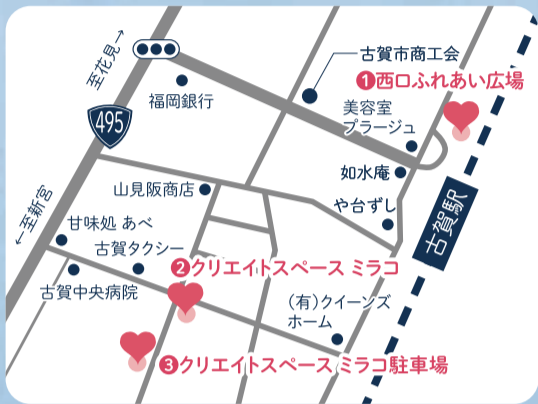 至花見→
古賀市商工会
❶西口ふれあい広場
福岡銀行
美容室
プラージュ
495
如水庵
山見阪商店
や台ずし
古賀駅
←至新宮
甘味処 あべ
古賀タクシー
❷クリエイトスペース ミラコ
古賀中央病院
(有)クイーンズ
ホーム
❸クリエイトスペース ミラコ駐車場